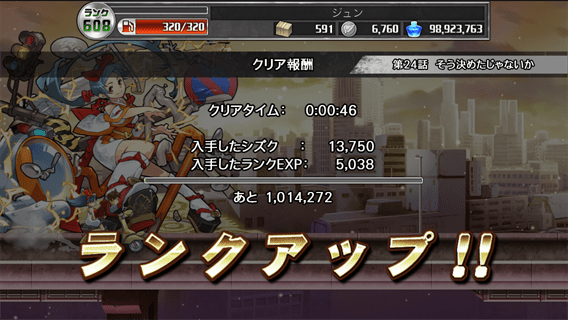 ランク
608
320/320
ジュン
591
6,760
98,923,763
クリア報酬
第24話 そう決めたじゃないか
クリアタイム: 0:00:46
入手したシズク : 13,750
入手したランクEXP: 5,038
あと 1,014,272
ランクアップ!!